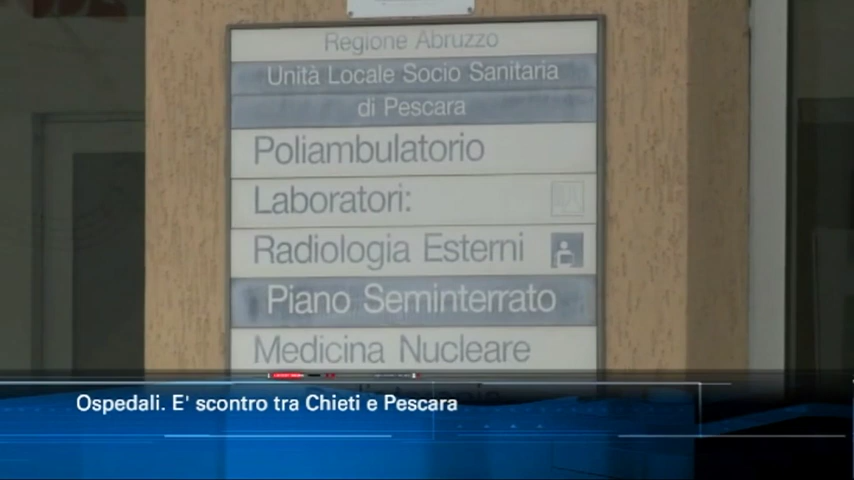 Regione Abruzzo
Unità Locale Socio Sanitaria
di Pescara
Poliambulatorio
Laboratori:
Radiologia Esterni
Piano Seminterrato
Medicina Nucleare
Ospedali. E' scontro tra Chieti e Pescara